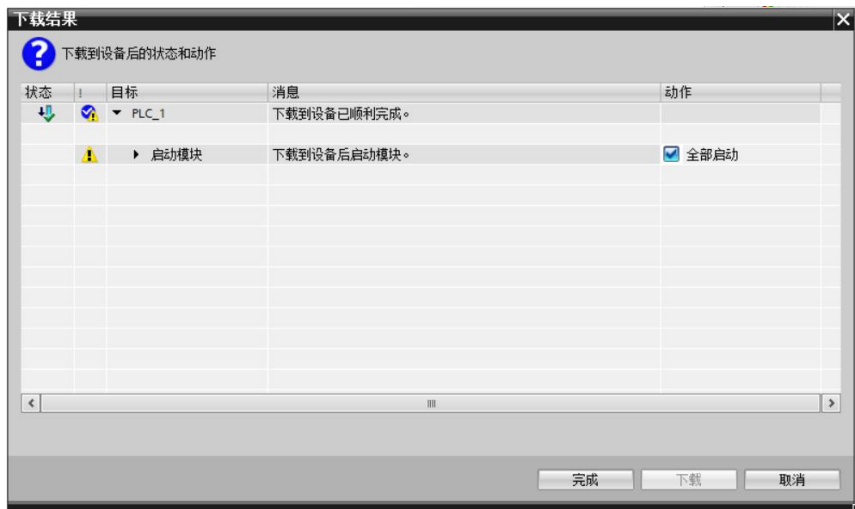 下载结果
下载到设备后的状态和动作
状态 ! 目标 消息 动作
PLC_1 下载到设备已顺利完成。
启动模块 下载到设备后启动模块。 全部启动
完成 下载 取消